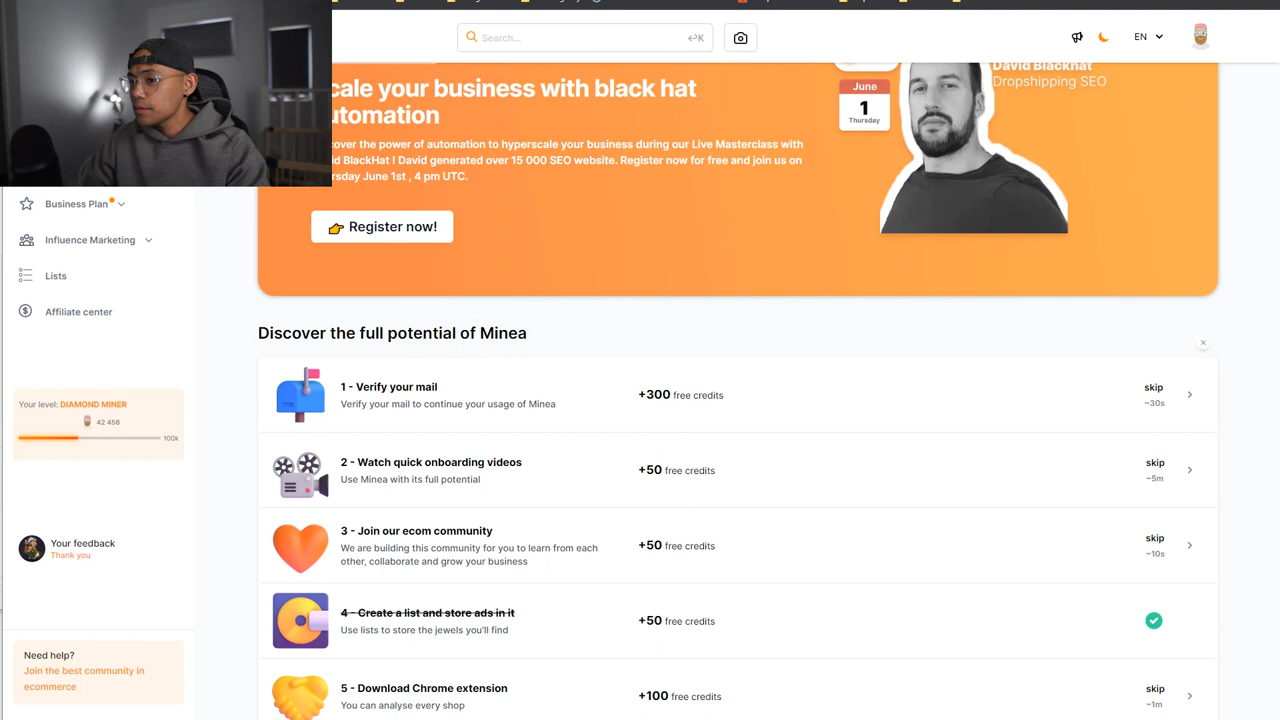 Search...
K
EN
cale your business with black hat
utomation
cover the power of automation to hyperscale your business during our Live Masterclass with
id BlackHat ! David generated over 15 000 SEO website. Register now for free and join us on
rsday June 1st , 4 pm UTC.
Register now!
June
1
Thursday
David Blackhat
Dropshipping SEO
Business Plan
Influence Marketing
Lists
Affiliate center
Your level: DIAMOND MINER
42 456
100k
Your feedback
Thank you
Need help?
Join the best community in
ecommerce
Discover the full potential of Minea
1 - Verify your mail
Verify your mail to continue your usage of Minea
+300 free credits
skip
~30s
2 - Watch quick onboarding videos
Use Minea with its full potential
+50 free credits
skip
~5m
3 - Join our ecom community
We are building this community for you to learn from each
other, collaborate and grow your business
+50 free credits
skip
~10s
4 - Create a list and store ads in it
Use lists to store the jewels you'll find
+50 free credits
5 - Download Chrome extension
You can analyse every shop
+100 free credits
skip
~1m